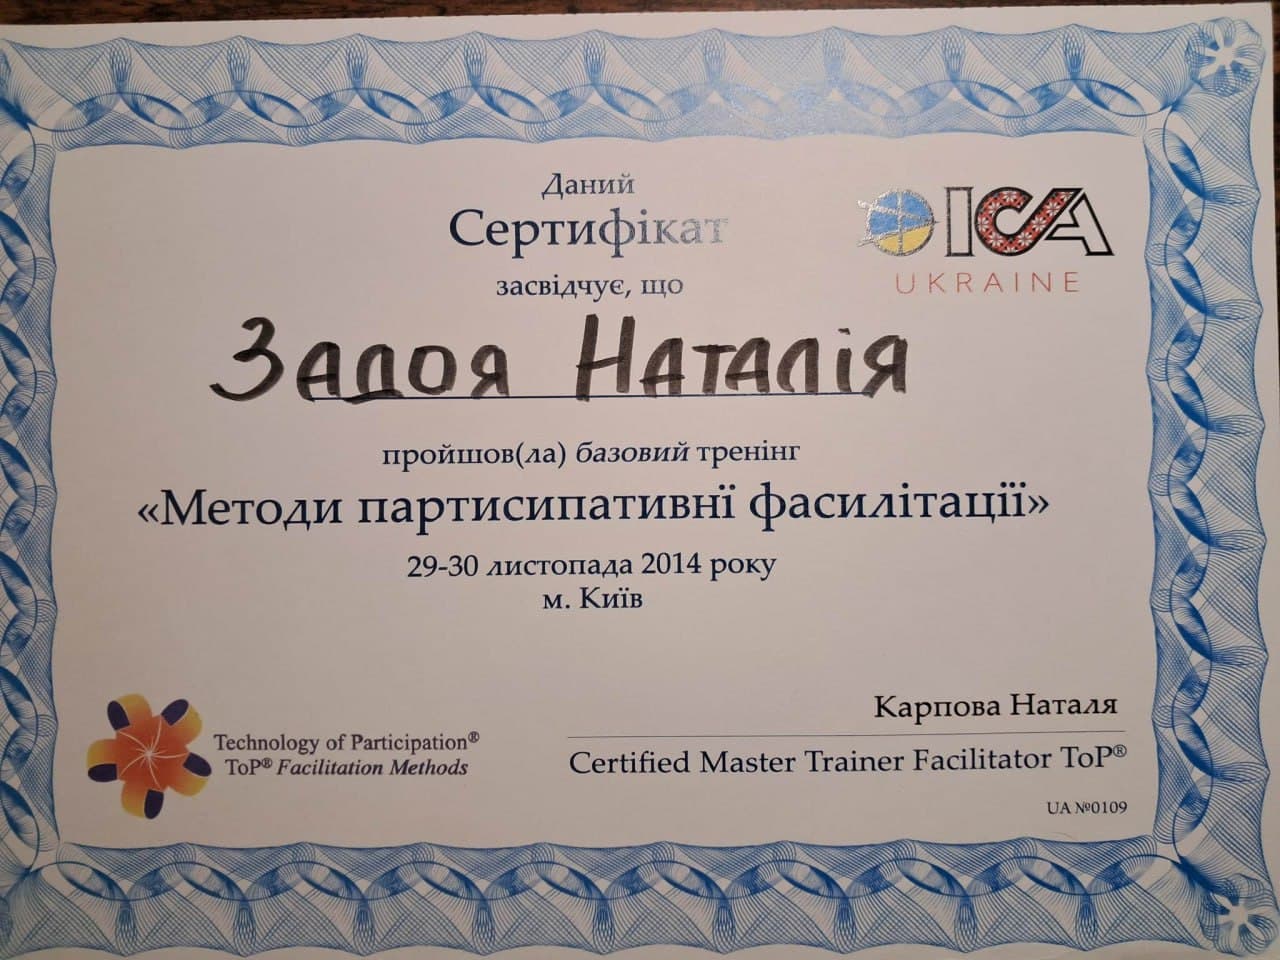 Даний
Сертифікат
засвідчує, що
ICA
UKRAINE
Задоя Наталія
пройшов(ла) базовий тренінг
«Методи партисипативнї фасилітації»
29-30 листопада 2014 року
м. Київ
Technology of Participation®
ToP® Facilitation Methods
Карпова Наталя
Certified Master Trainer Facilitator ToP®
UA №0109